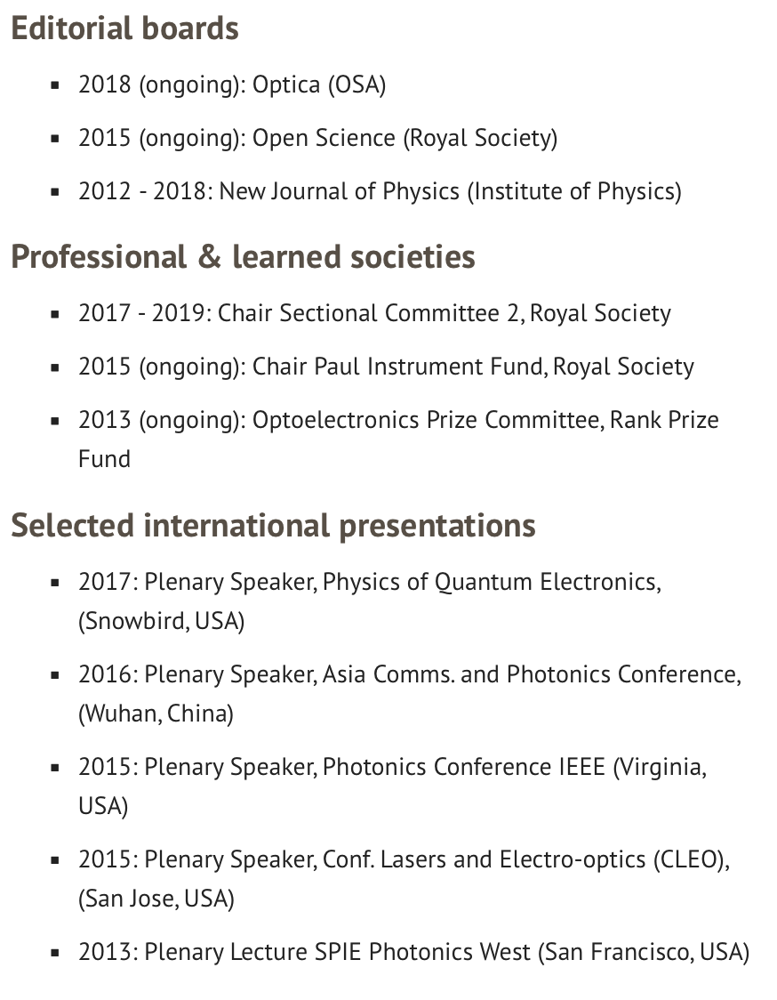 Editorial boards
▪ 2018 (ongoing): Optica (OSA)
▪ 2015 (ongoing): Open Science (Royal Society)
▪ 2012 - 2018: New Journal of Physics (Institute of Physics)
Professional & learned societies
▪ 2017 - 2019: Chair Sectional Committee 2, Royal Society
▪ 2015 (ongoing): Chair Paul Instrument Fund, Royal Society
▪ 2013 (ongoing): Optoelectronics Prize Committee, Rank Prize
Fund
Selected international presentations
▪ 2017: Plenary Speaker, Physics of Quantum Electronics,
(Snowbird, USA)
▪ 2016: Plenary Speaker, Asia Comms. and Photonics Conference,
(Wuhan, China)
▪ 2015: Plenary Speaker, Photonics Conference IEEE (Virginia,
USA)
▪ 2015: Plenary Speaker, Conf. Lasers and Electro-optics (CLEO),
(San Jose, USA)
▪ 2013: Plenary Lecture SPIE Photonics West (San Francisco, USA)